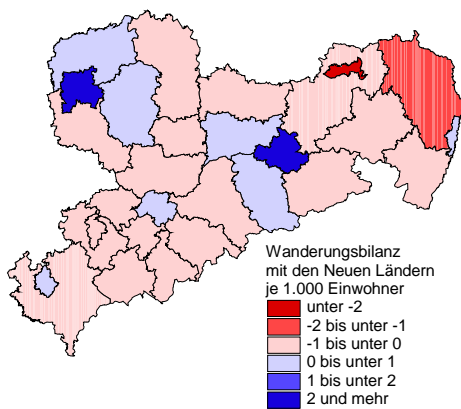 Wanderungsbilanz
mit den Neuen Ländern
je 1.000 Einwohner
unter -2
-2 bis unter -1
-1 bis unter 0
0 bis unter 1
1 bis unter 2
2 und mehr